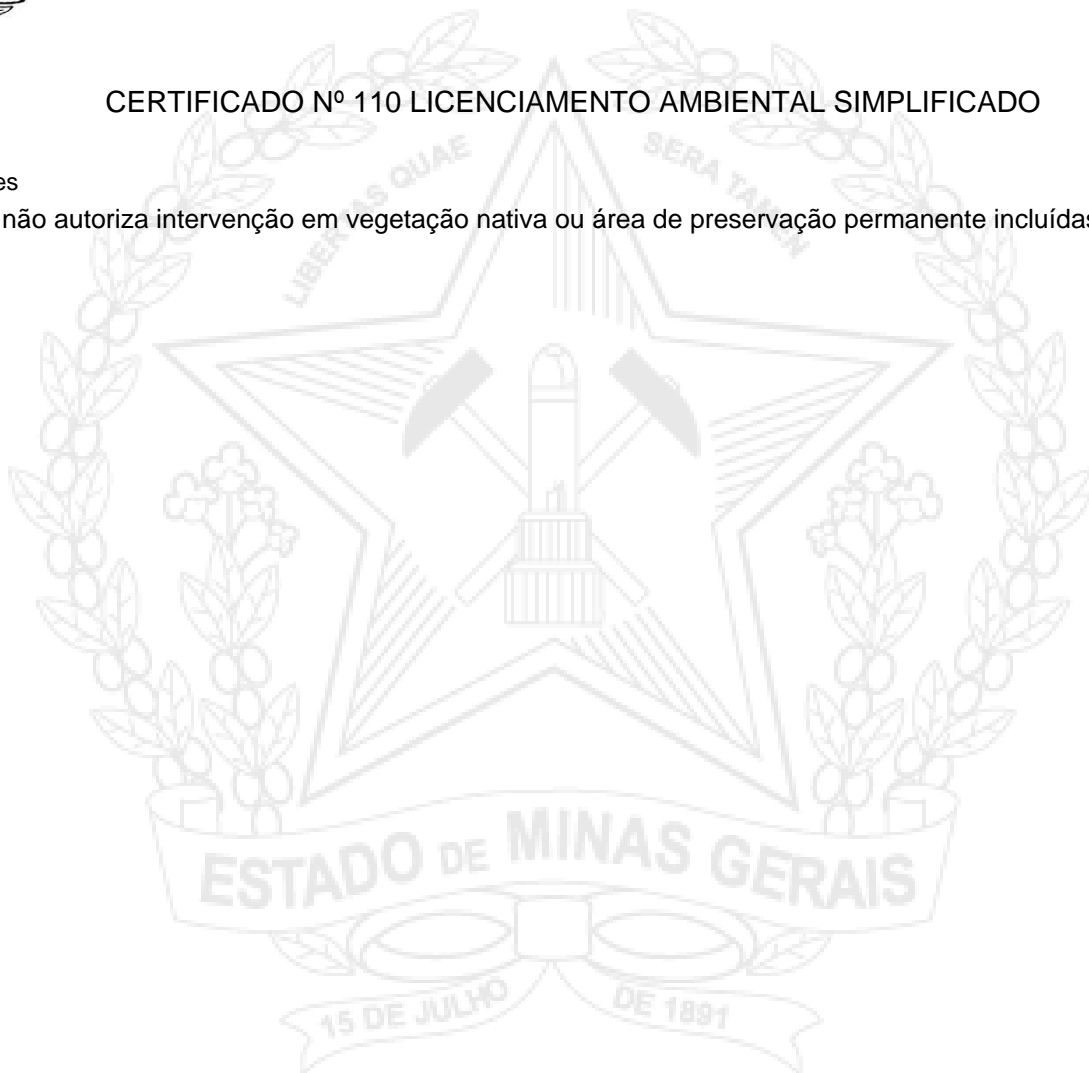 CERTIFICADO Nº 110 LICENCIAMENTO AMBIENTAL SIMPLIFICADO
LIBERTAS QUAE SERA TAMEN
es
não autoriza intervenção em vegetação nativa ou área de preservação permanente incluídas
ESTADO DE MINAS GERAIS
15 DE JULHO DE 1891